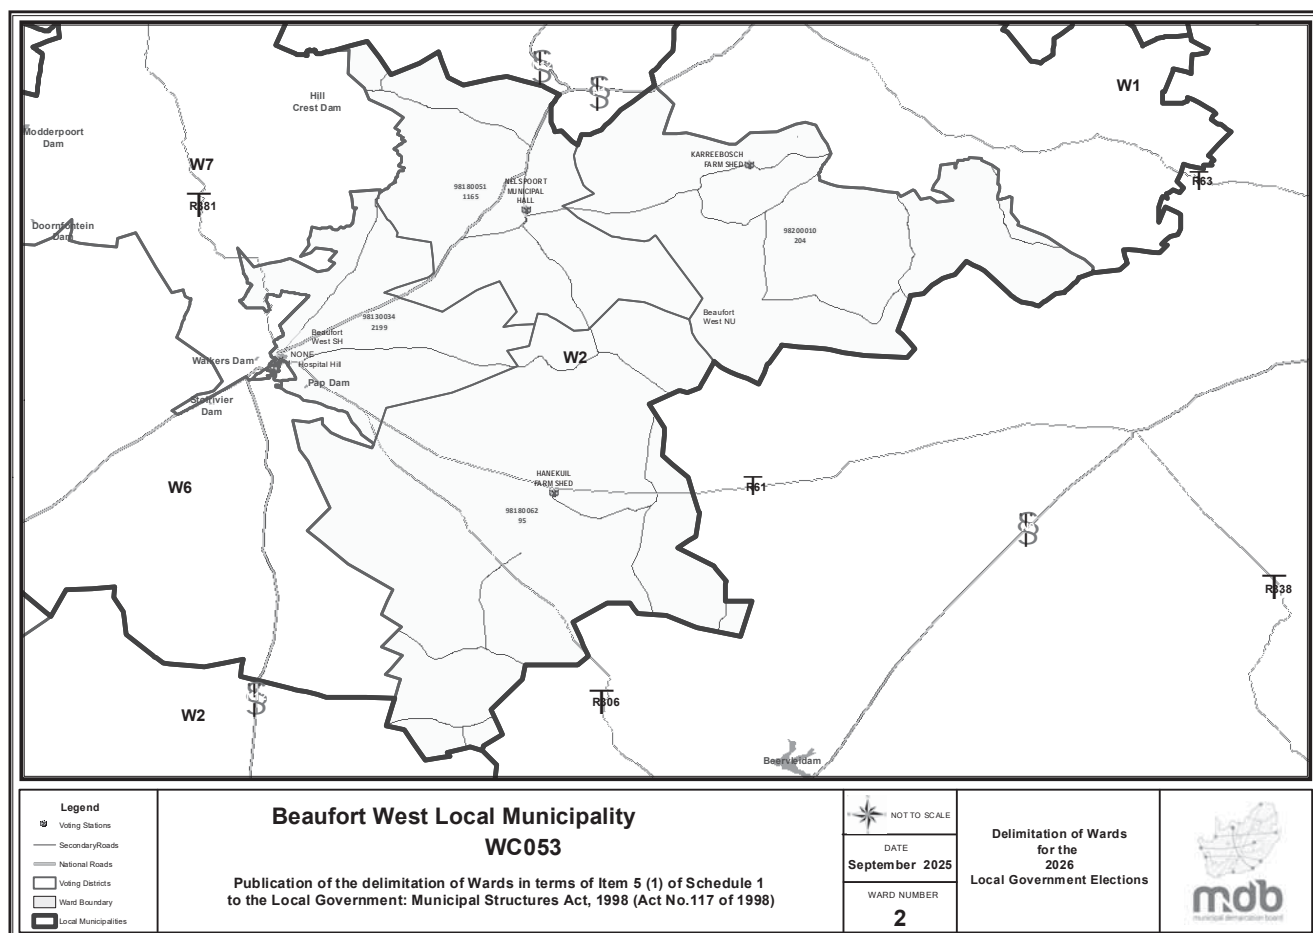 Hill
Crest Dam
W1
Modderpoort
Dam
W7
KARREEBOSCH
FARM SHED
R63
98180051
1165
NELSPOORT
MUNICIPAL
HALL
R381
Doornfontein
Dam
98200010
204
98130034
2199
Beaufort
West NU
Beaufort
West SH
NONE
Walkers Dam
Hospital Hill
W2
Pap Dam
Stolrivier
Dam
HANEKUIL
FARM SHED
W6
R61
98180062
95
R338
R306
W2
Beervleidam
Legend
Voting Stations
SecondaryRoads
National Roads
Voting Districts
Ward Boundary
Local Municipalities
Beaufort West Local Municipality
WC053
Publication of the delimitation of Wards in terms of Item 5 (1) of Schedule 1
to the Local Government: Municipal Structures Act, 1998 (Act No.117 of 1998)
NOT TO SCALE
DATE
September 2025
WARD NUMBER
2
Delimitation of Wards
for the
2026
Local Government Elections
mdb
municipal demarcation board